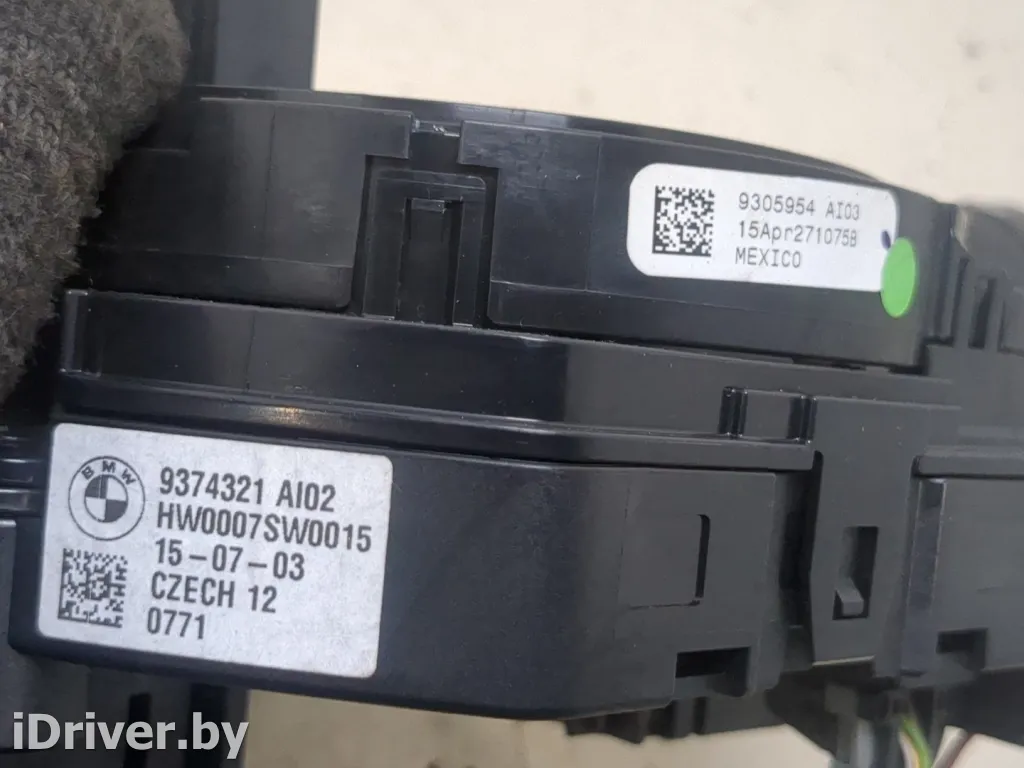 9305954 AI03
15Apr271075B
MEXICO
BMW
9374321 AI02
HW0007SW0015
15-07-03
CZECH 12
0771
iDriver.by